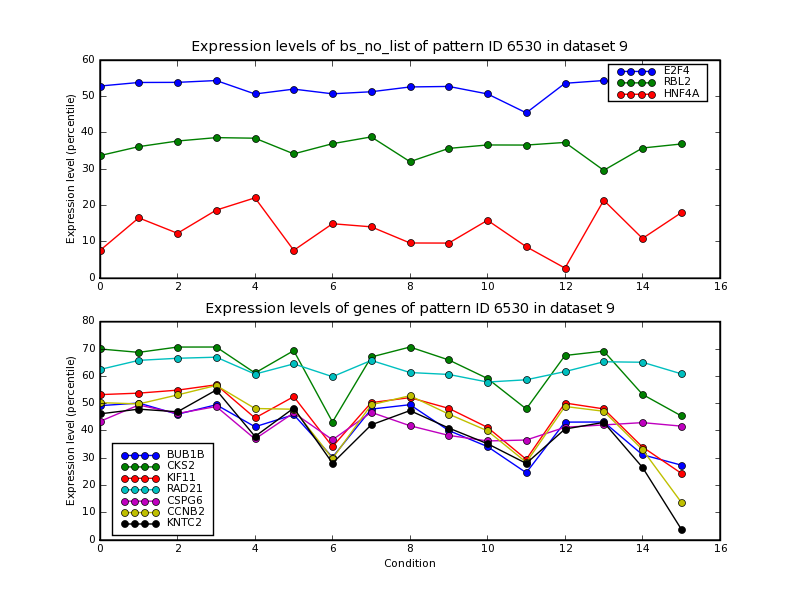 Expression levels of bs_no_list of pattern ID 6530 in dataset 9
Expression level (percentile)
60
50
40
30
20
10
0
E2F4
RBL2
HNF4A
0 2 4 6 8 10 12 14 16
Expression levels of genes of pattern ID 6530 in dataset 9
Expression level (percentile)
80
70
60
50
40
30
20
10
0
BUB1B
CKS2
KIF11
RAD21
CSPG6
CCNB2
KNTC2
0 2 4 6 8 10 12 14 16
Condition